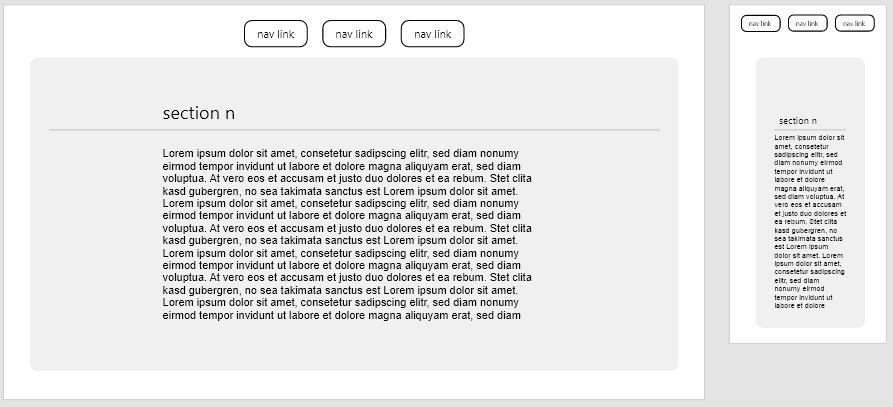 nav link nav link nav link
section n
Lorem ipsum dolor sit amet, consetetur sadipscing elitr, sed diam nonumy
eirmod tempor invidunt ut labore et dolore magna aliquyam erat, sed diam
voluptua. At vero eos et accusam et justo duo dolores et ea rebum. Stet clita
kasd gubergren, no sea takimata sanctus est Lorem ipsum dolor sit amet.
Lorem ipsum dolor sit amet, consetetur sadipscing elitr, sed diam nonumy
eirmod tempor invidunt ut labore et dolore magna aliquyam erat, sed diam
voluptua. At vero eos et accusam et justo duo dolores et ea rebum. Stet clita
kasd gubergren, no sea takimata sanctus est Lorem ipsum dolor sit amet.
Lorem ipsum dolor sit amet, consetetur sadipscing elitr, sed diam nonumy
eirmod tempor invidunt ut labore et dolore magna aliquyam erat, sed diam
voluptua. At vero eos et accusam et justo duo dolores et ea rebum. Stet clita
kasd gubergren, no sea takimata sanctus est Lorem ipsum dolor sit amet.
Lorem ipsum dolor sit amet, consetetur sadipscing elitr, sed diam nonumy
eirmod tempor invidunt ut labore et dolore magna aliquyam erat, sed diam
nav link nav link nav link
section n
Lorem ipsum dolor sit
amet, consetetur
sadipscing elitr, sed
diam nonumy eirmod
tempor invidunt ut
labore et dolore
magna aliquyam erat,
sed diam voluptua. At
vero eos et accusam
et justo duo dolores et
ea rebum. Stet clita
kasd gubergren, no
sea takimata sanctus
est Lorem ipsum dolor
sit amet. Lorem
ipsum dolor sit amet,
consetetur sadipscing
elitr, sed diam
nonumy eirmod
tempor invidunt ut
labore et dolore